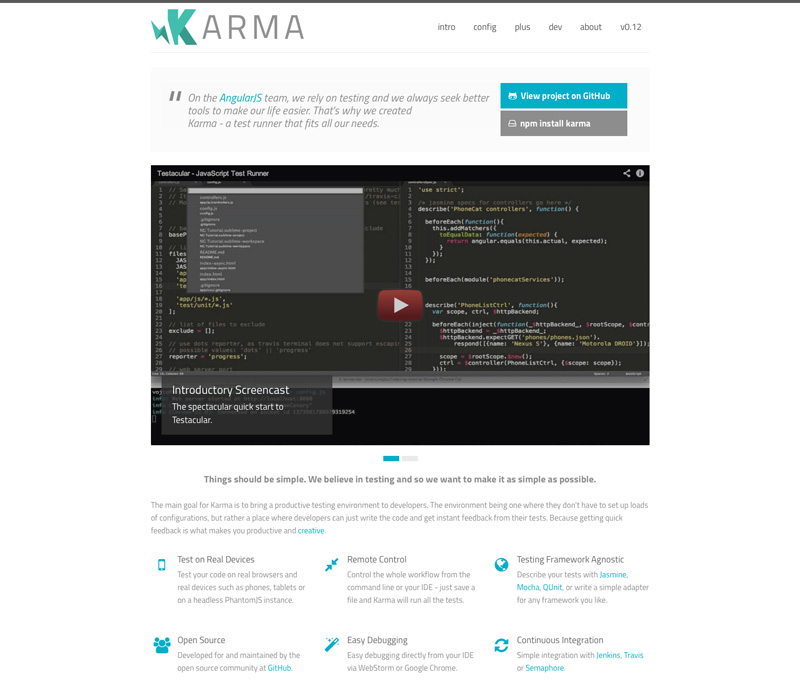 KARMA
intro config plus dev about v0.12
" On the AngularJS team, we rely on testing and we always seek better
tools to make our life easier. That's why we created
Karma - a test runner that fits all our needs.
View project on GitHub
npm install karma
Testacular - JavaScript Test Runner
'use strict';
/* jasmine specs for controllers go here */
describe('PhoneCat controllers', function() {
beforeEach(function(){
this.addMatchers({
toEqualData: function(expected) {
return angular.equals(this.actual, expected);
}
});
});
beforeEach(module('phonecatServices'));
describe('PhoneListCtrl', function(){
var scope, ctrl, $httpBackend;
beforeEach(inject(function(_$httpBackend_, $rootScope, $cont
$httpBackend = _$httpBackend_;
$httpBackend.expectGET('phones/phones.json').
respond([{name: 'Nexus S'}, {name: 'Motorola DROID'}]);
scope = $rootScope.$new();
ctrl = $controller(PhoneListCtrl, {$scope: scope});
}));
'app/js/*.js',
'test/unit/*.js'
];
// list of files to exclude
exclude = [];
// use dots reporter, as travis terminal does not support escapin
// possible values: 'dots' || 'progress'
reporter = 'progress';
// web server port
Introductory Screencast
The spectacular quick start to
Testacular.
Things should be simple. We believe in testing and so we want to make it as simple as possible.
The main goal for Karma is to bring a productive testing environment to developers. The environment being one where they don't have to set up loads
of configurations, but rather a place where developers can just write the code and get instant feedback from their tests. Because getting quick
feedback is what makes you productive and creative.
Test on Real Devices
Test your code on real browsers and
real devices such as phones, tablets or
on a headless PhantomJS instance.
Remote Control
Control the whole workflow from the
command line or your IDE - just save a
file and Karma will run all the tests.
Testing Framework Agnostic
Describe your tests with Jasmine,
Mocha, QUnit, or write a simple adapter
for any framework you like.
Open Source
Developed for and maintained by the
open source community at GitHub.
Easy Debugging
Easy debugging directly from your IDE
via WebStorm or Google Chrome.
Continuous Integration
Simple integration with Jenkins, Travis
or Semaphore.